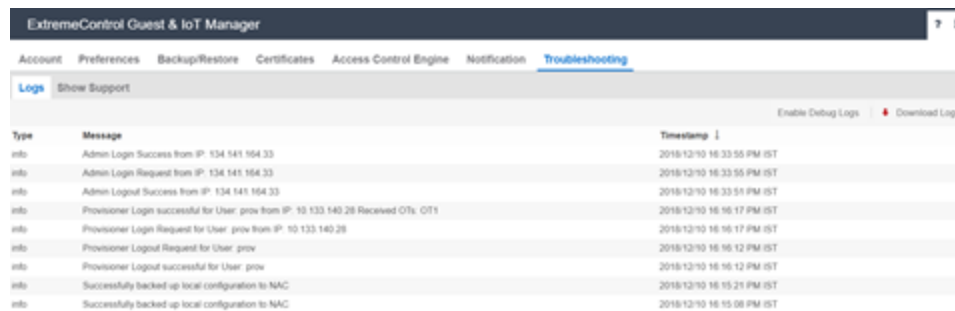 ExtremeControl Guest & IoT Manager ?
Account Preferences Backup/Restore Certificates Access Control Engine Notification Troubleshooting
Logs Show Support
Enable Debug Logs Download Log
Type Message Timestamp ↓
info Admin Login Success from IP: 134.141.164.33 2018/12/10 16:33:55 PM IST
info Admin Login Request from IP: 134.141.164.33 2018/12/10 16:33:55 PM IST
info Admin Logout Success from IP: 134.141.164.33 2018/12/10 16:33:51 PM IST
info Provisioner Login successful for User: prov from IP: 10.133.140.28 Received OTs: OT1 2018/12/10 16:16:17 PM IST
info Provisioner Login Request for User: prov from IP: 10.133.140.28 2018/12/10 16:16:17 PM IST
info Provisioner Logout Request for User: prov 2018/12/10 16:16:12 PM IST
info Provisioner Logout successful for User: prov 2018/12/10 16:16:12 PM IST
info Successfully backed up local configuration to NAC 2018/12/10 16:15:21 PM IST
info Successfully backed up local configuration to NAC 2018/12/10 16:15:08 PM IST